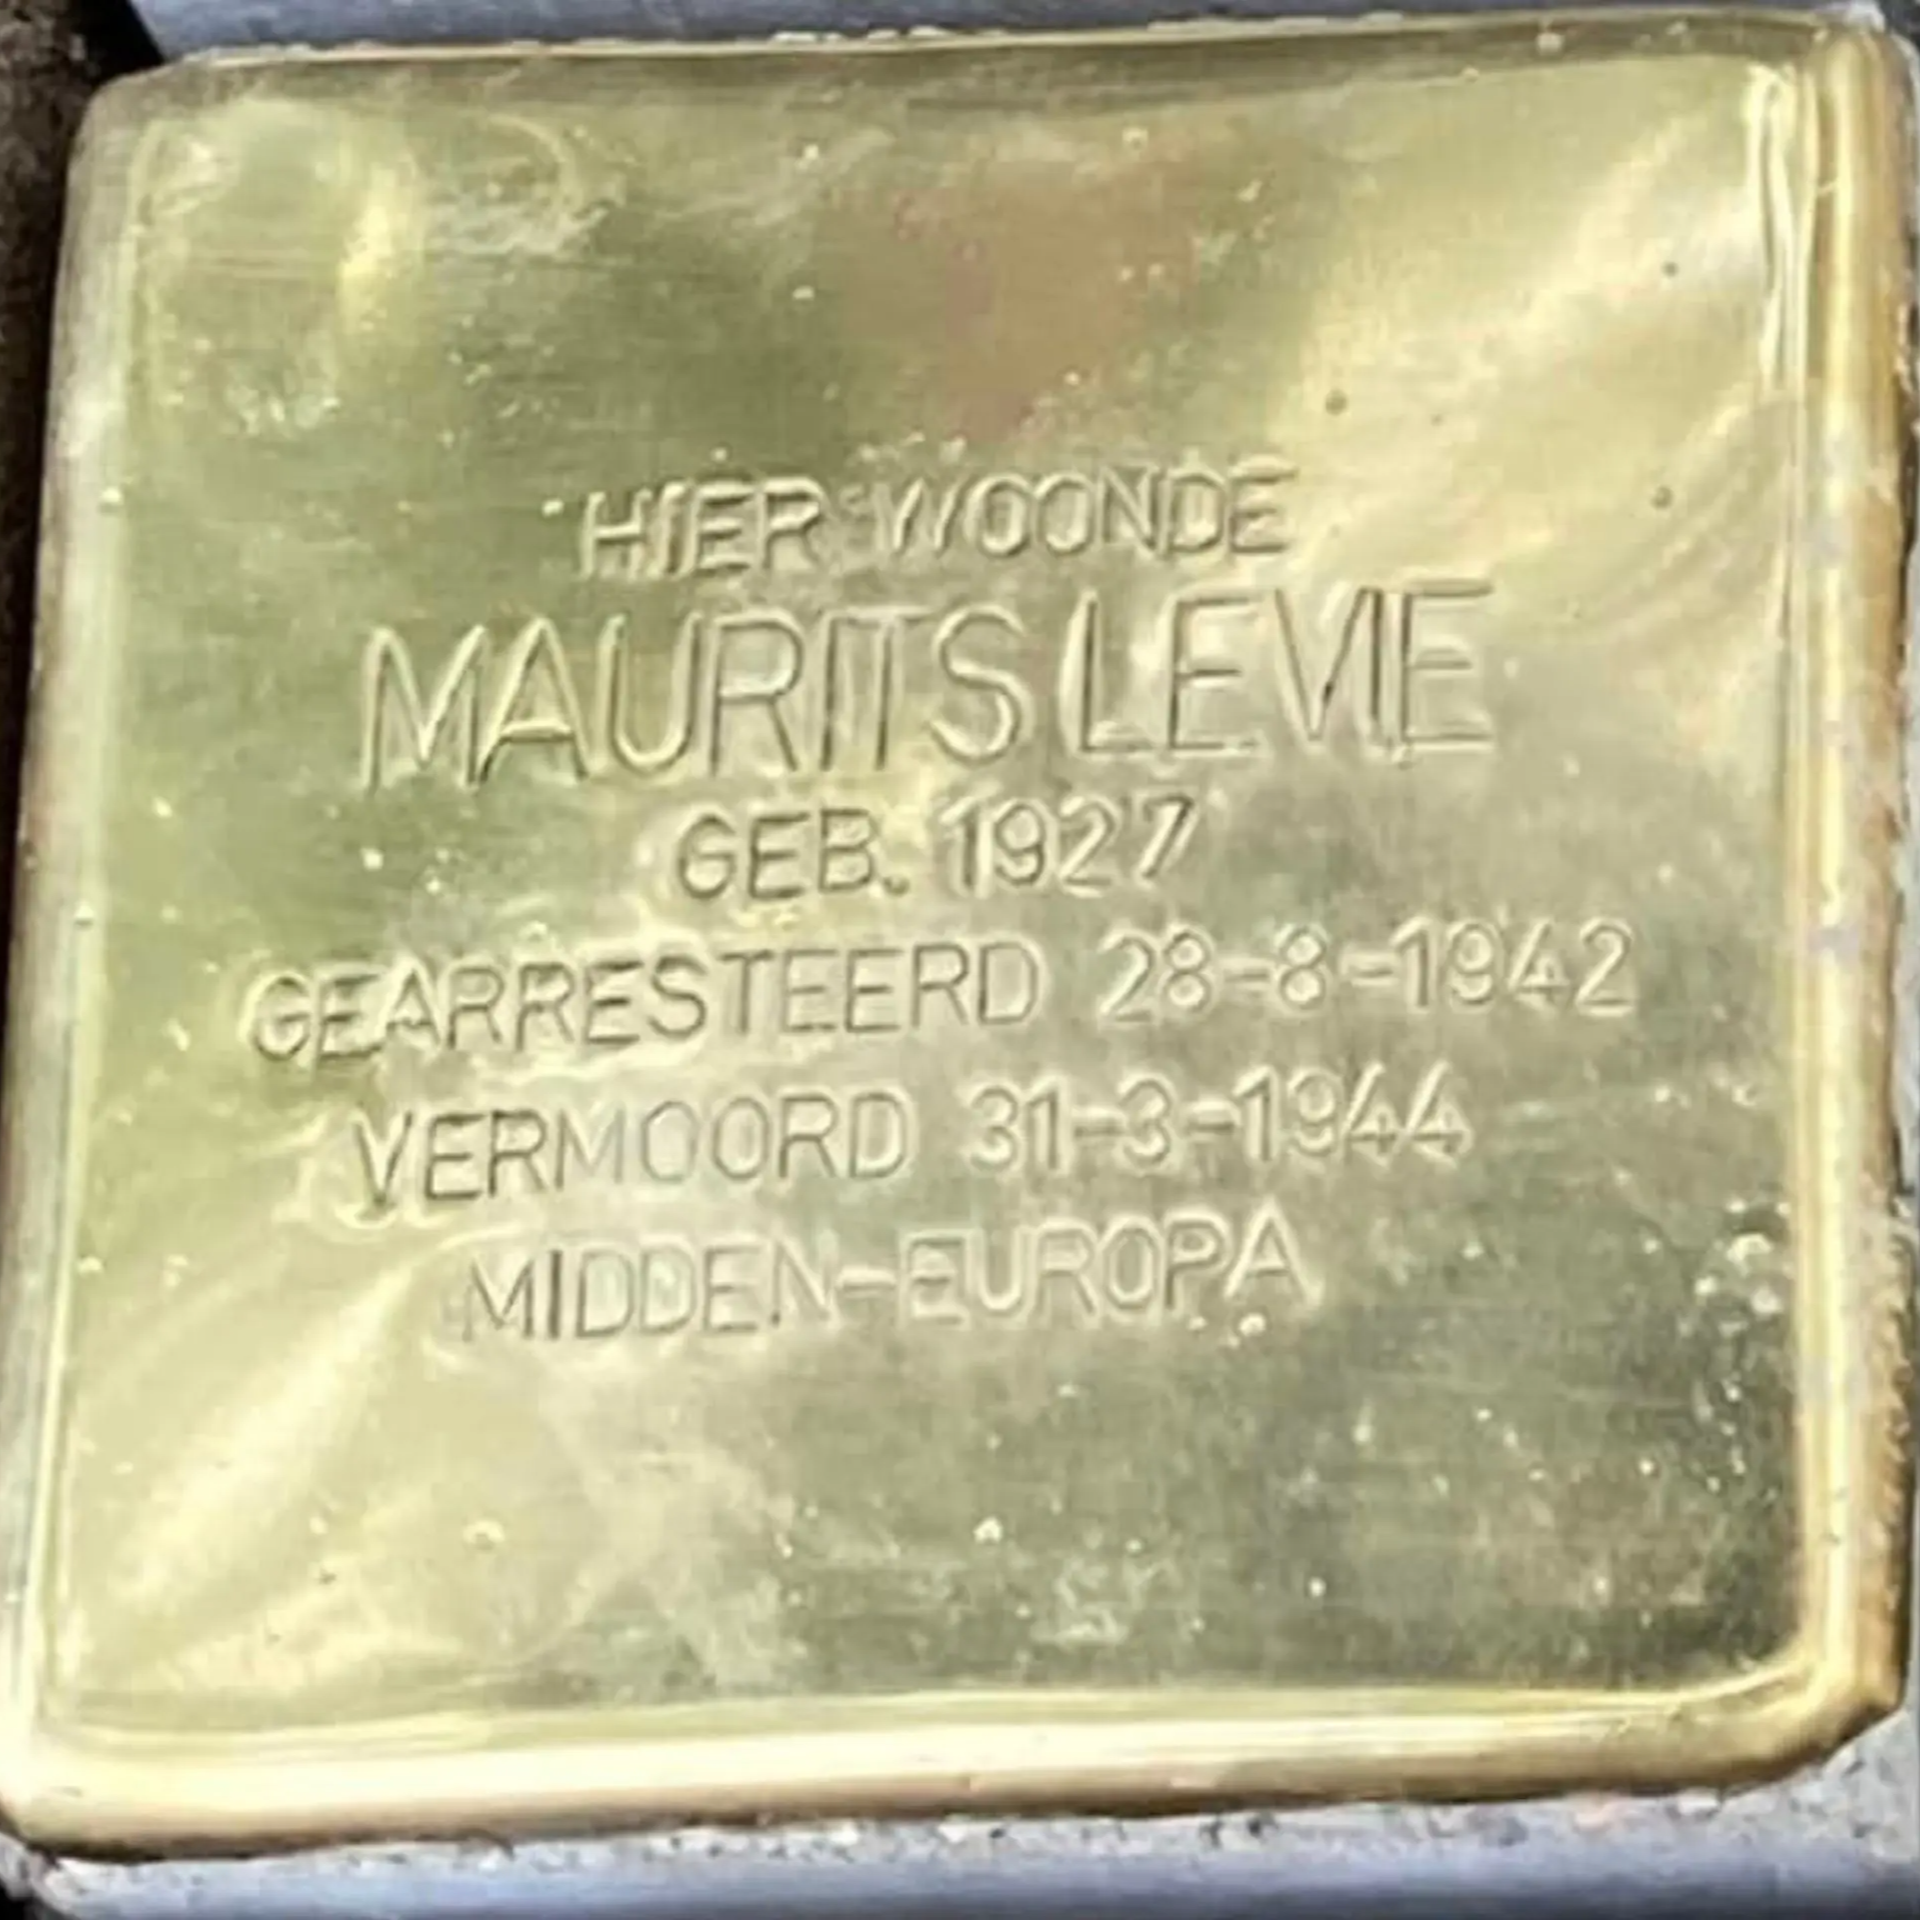 HIER WOONDE
MAURITS LEVIE
GEB. 1927
GEARRESTEERD 28-8-1942
VERMOORD 31-3-1944
MIDDEN-EUROPA